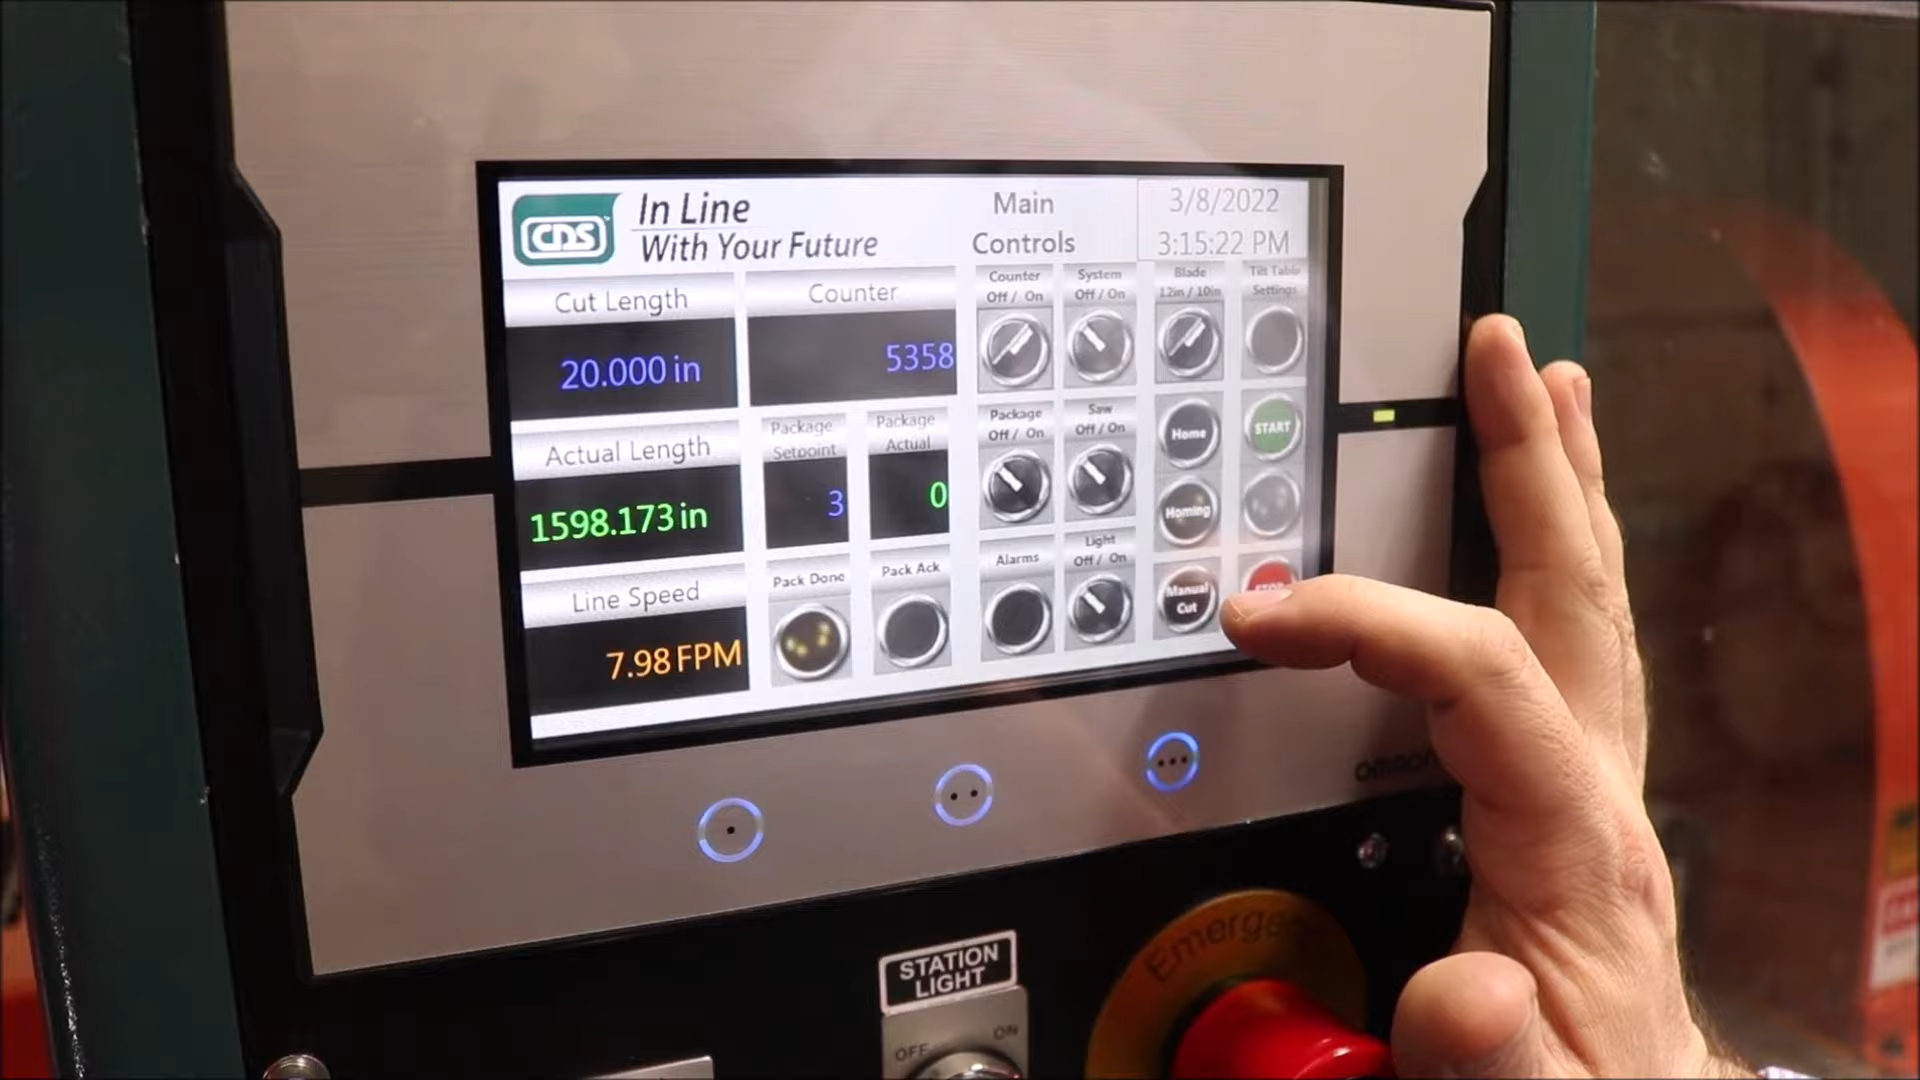 CDS
In Line
With Your Future
Main
Controls
3/8/2022
3:15:22 PM
Cut Length
20.000 in
Counter
5358
Counter
Off / On
System
Off / On
Blade
12in / 10in
Tilt Table
Settings
Actual Length
1598.173 in
Package
Setpoint
3
Package
Actual
0
Package
Off / On
Saw
Off / On
Home
START
Homing
Line Speed
7.98 FPM
Pack Done
Pack Ack
Alarms
Light
Off / On
Manual
Cut
STOP
OMRON
STATION
LIGHT
OFF
ON